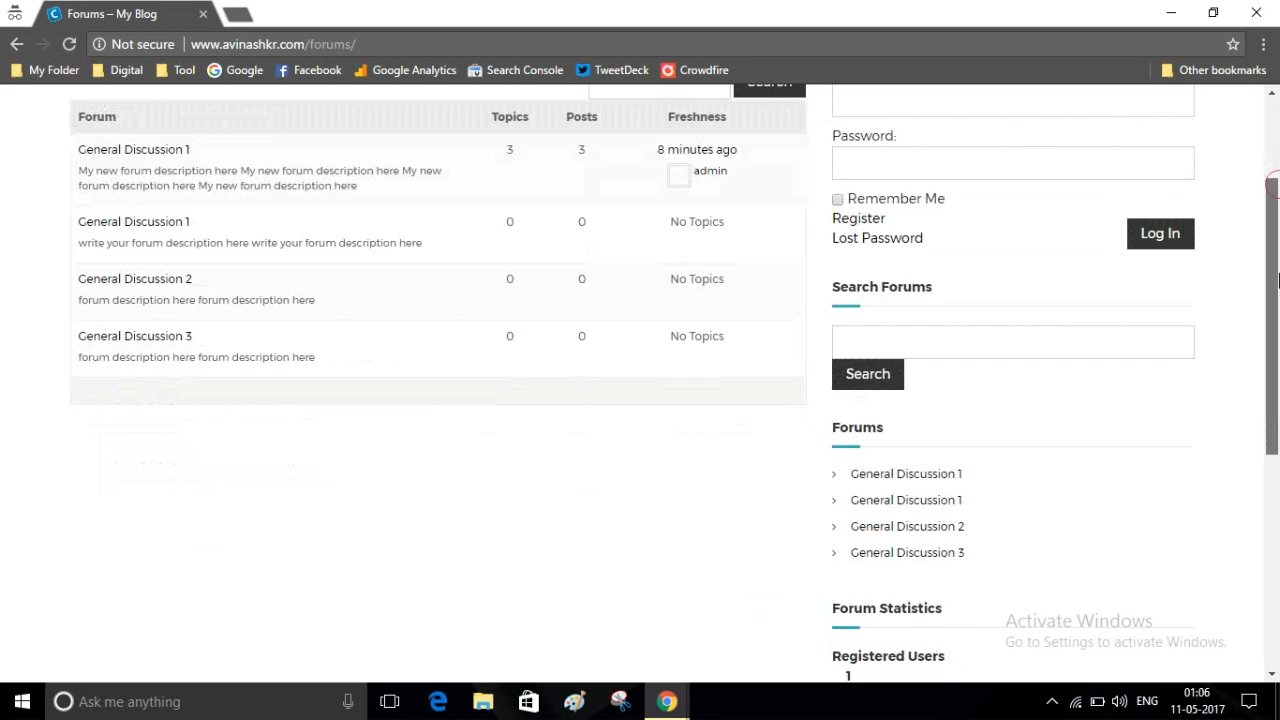 Forums – My Blog
Not secure www.avinashkr.com/forums/
My Folder Digital Tool Google Facebook Google Analytics Search Console TweetDeck Crowdfire Other bookmarks
Search
Forum Topics Posts Freshness
General Discussion 1 3 3 8 minutes ago
My new forum description here My new forum description here My new admin
forum description here My new forum description here
General Discussion 1 0 0 No Topics
write your forum description here write your forum description here
General Discussion 2 0 0 No Topics
forum description here forum description here
General Discussion 3 0 0 No Topics
forum description here forum description here
Password:
Remember Me
Register
Lost Password
Log In
Search Forums
Search
Forums
General Discussion 1
General Discussion 1
General Discussion 2
General Discussion 3
Forum Statistics
Registered Users
1
Activate Windows
Go to Settings to activate Windows.
Ask me anything
ENG
01:06
11-05-2017